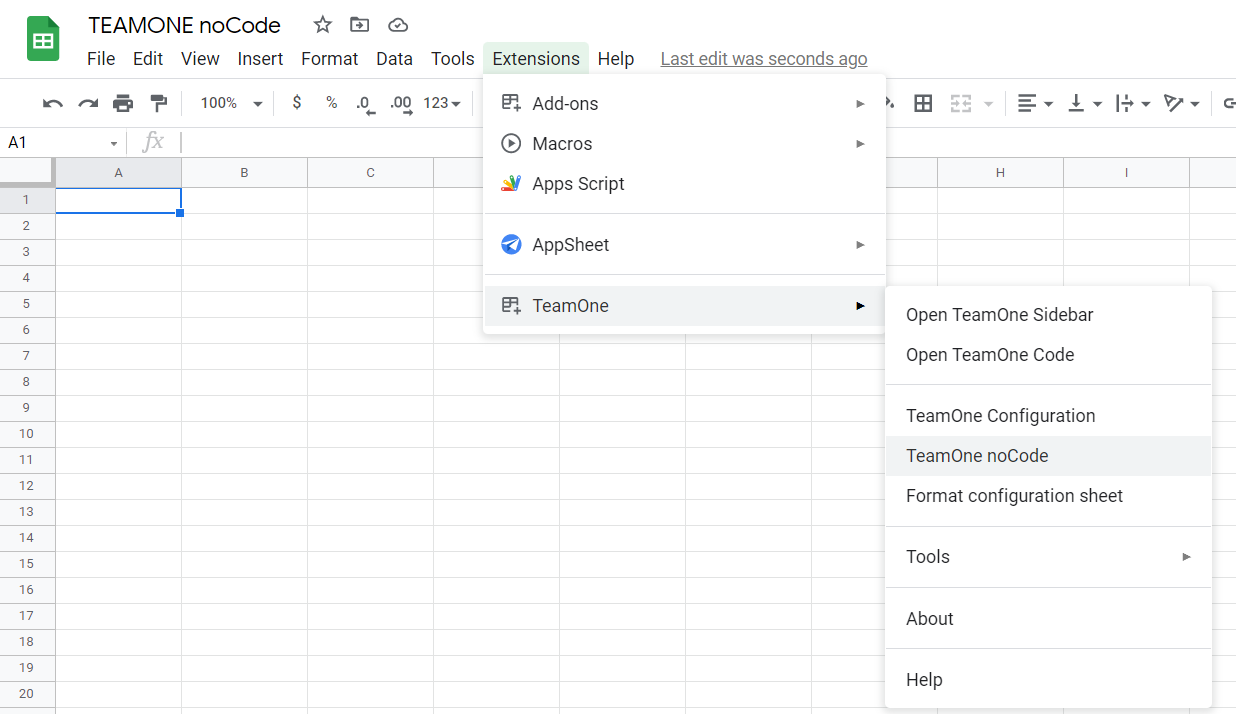 TEAMONE noCode
File Edit View Insert Format Data Tools Extensions Help Last edit was seconds ago
100% $ % .0 .00 123
A1 fx
A B C H I
Add-ons
Macros
Apps Script
AppSheet
TeamOne
Open TeamOne Sidebar
Open TeamOne Code
TeamOne Configuration
TeamOne noCode
Format configuration sheet
Tools
About
Help
1
2
3
4
5
6
7
8
9
10
11
12
13
14
15
16
17
18
19
20